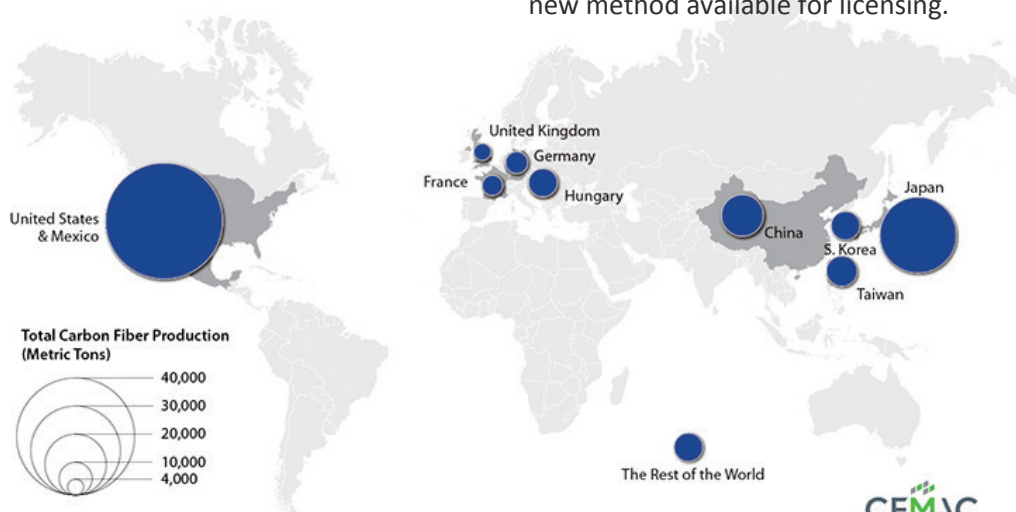 new method available for licensing.
United Kingdom
Germany
France
Hungary
Japan
United States
& Mexico
China
S. Korea
Taiwan
Total Carbon Fiber Production
(Metric Tons)
40,000
30,000
20,000
10,000
4,000
The Rest of the World
CEMAC